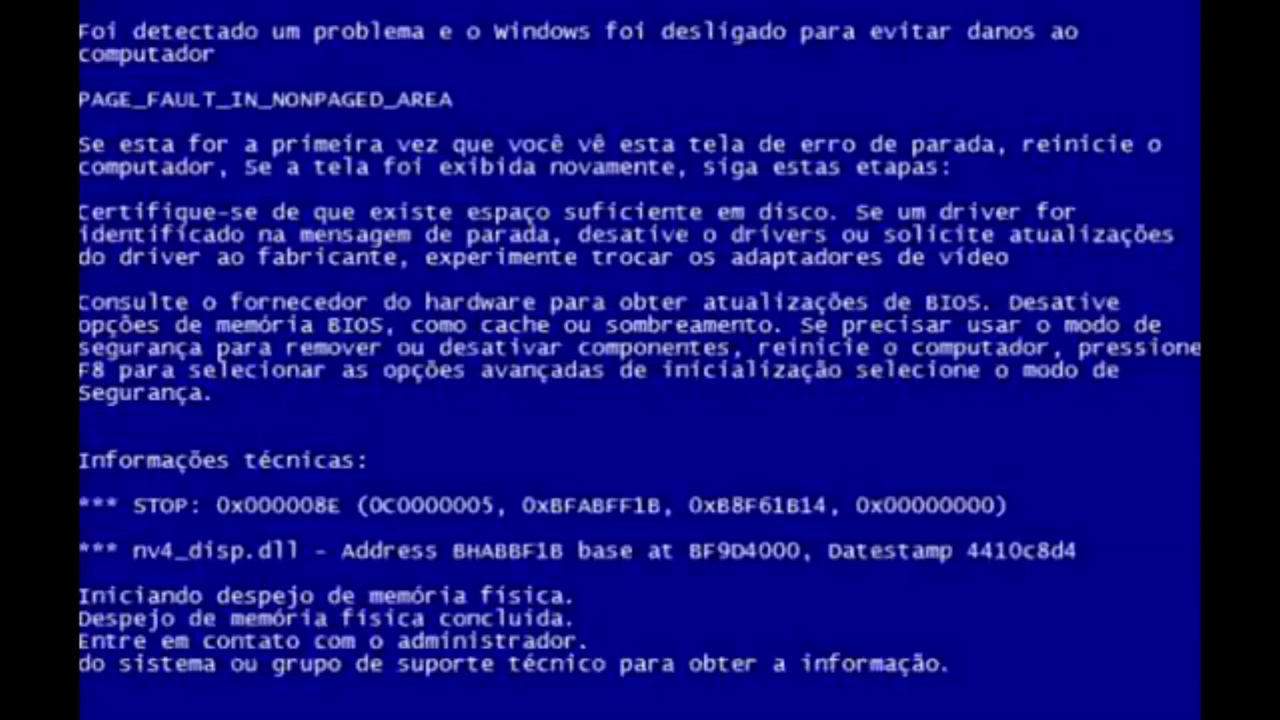 Foi detectado um problema e o Windows foi desligado para evitar danos ao
computador
PAGE_FAULT_IN_NONPAGED_AREA
Se esta for a primeira vez que você vê esta tela de erro de parada, reinicie o
computador, Se a tela foi exibida novamente, siga estas etapas:
Certifique-se de que existe espaço suficiente em disco. Se um driver for
identificado na mensagem de parada, desative o drivers ou solicite atualizações
do driver ao fabricante, experimente trocar os adaptadores de vídeo
Consulte o fornecedor do hardware para obter atualizações de BIOS. Desative
opções de memória BIOS, como cache ou sombreamento. Se precisar usar o modo de
segurança para remover ou desativar componentes, reinicie o computador, pressione
F8 para selecionar as opções avançadas de inicialização selecione o modo de
Segurança.
Informações técnicas:
*** STOP: 0x000008E (0C0000005, 0xBFABFF1B, 0xB8F61B14, 0x00000000)
*** nv4_disp.dll - Address BHABBF1B base at BF9D4000, Datestamp 4410c8d4
Iniciando despejo de memória física.
Despejo de memória física concluída.
Entre em contato com o administrador.
do sistema ou grupo de suporte técnico para obter a informação.